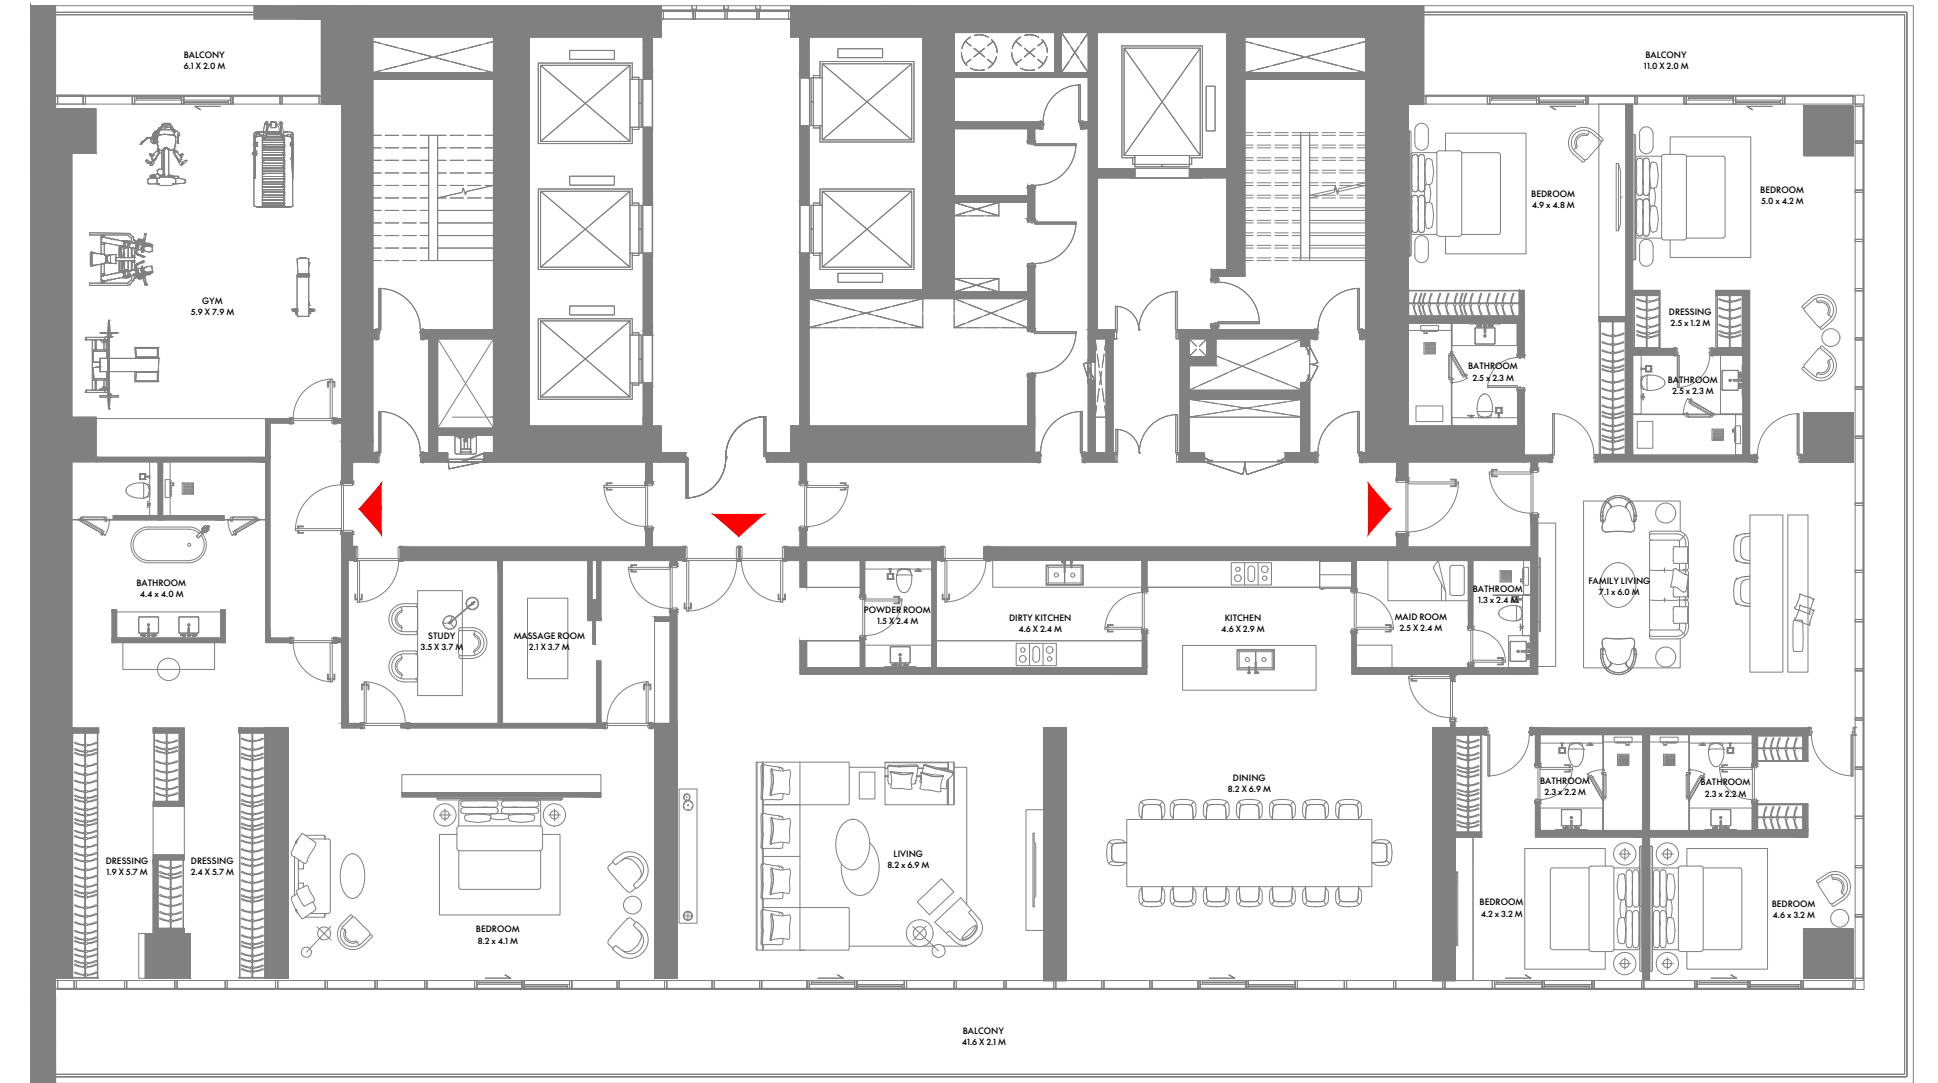 BALCONY
6.1 X 2.0 M
BALCONY
11.0 X 2.0 M
BEDROOM
4.9 x 4.8 M
BEDROOM
5.0 x 4.2 M
GYM
5.9 X 7.9 M
DRESSING
2.5 x 1.2 M
BATHROOM
2.5 x 2.3 M
BATHROOM
2.5 x 2.3 M
BATHROOM
4.4 x 4.0 M
FAMILY LIVING
7.1 x 6.0 M
BATHROOM
1.3 x 2.4 M
POWDER ROOM
1.5 X 2.4 M
DIRTY KITCHEN
4.6 X 2.4 M
KITCHEN
4.6 X 2.9 M
MAID ROOM
2.5 X 2.4 M
STUDY
3.5 X 3.7 M
MASSAGE ROOM
2.1 X 3.7 M
DINING
8.2 X 6.9 M
BATHROOM
2.3 x 2.2 M
BATHROOM
2.3 x 2.2 M
DRESSING
1.9 X 5.7 M
DRESSING
2.4 X 5.7 M
LIVING
8.2 x 6.9 M
BEDROOM
8.2 x 4.1 M
BEDROOM
4.2 x 3.2 M
BEDROOM
4.6 x 3.2 M
BALCONY
41.6 X 2.1 M